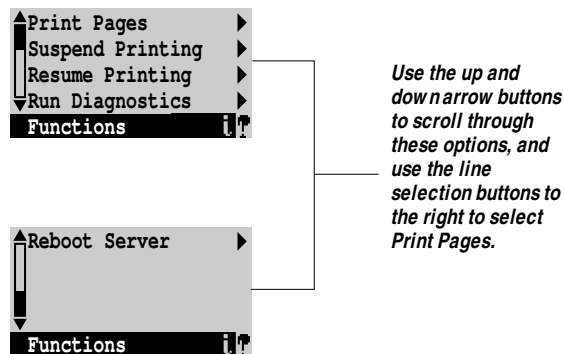 Print Pages
Suspend Printing
Resume Printing
Run Diagnostics
Functions
Use the up and
down arrow buttons
to scroll through
these options, and
use the line
selection buttons to
the right to select
Print Pages.
Reboot Server
Functions